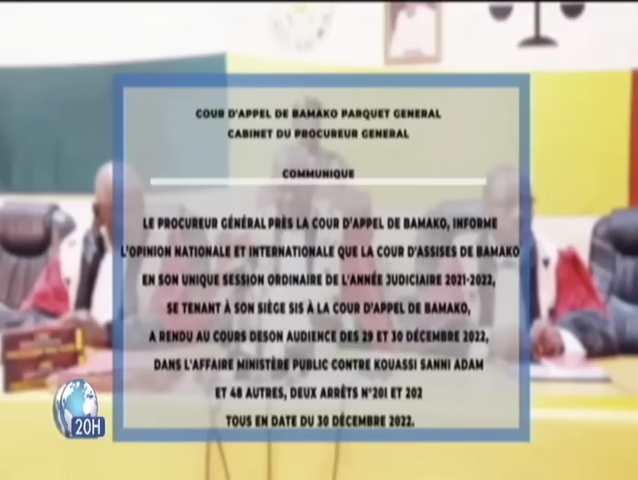 COUR D'APPEL DE BAMAKO PARQUET GENERAL
CABINET DU PROCUREUR GENERAL
COMMUNIQUE
LE PROCUREUR GÉNÉRAL PRÈS LA COUR D'APPEL DE BAMAKO, INFORME
L'OPINION NATIONALE ET INTERNATIONALE QUE LA COUR D'ASSISES DE BAMAKO
EN SON UNIQUE SESSION ORDINAIRE DE L'ANNÉE JUDICIAIRE 2021-2022,
SE TENANT À SON SIÈGE SIS À LA COUR D'APPEL DE BAMAKO,
A RENDU AU COURS DESON AUDIENCE DES 29 ET 30 DÉCEMBRE 2022,
DANS L'AFFAIRE MINISTÈRE PUBLIC CONTRE KOUASSI SANNI ADAM
ET 48 AUTRES, DEUX ARRÊTS N°201 ET 202
TOUS EN DATE DU 30 DÉCEMBRE 2022.
20H